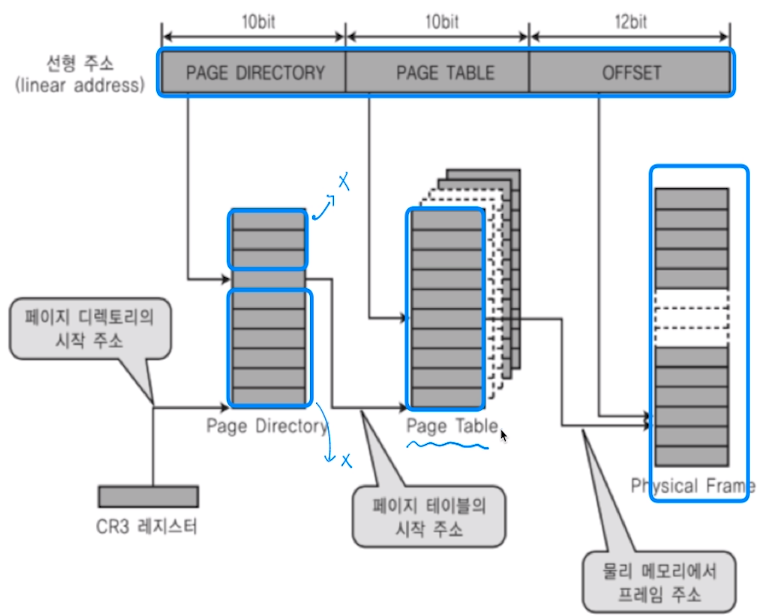 10bit 10bit 12bit
선형 주소
(linear address)
PAGE DIRECTORY PAGE TABLE OFFSET
X
페이지 디렉토리의
시작 주소
Page Directory Page Table
X
Physical Frame
페이지 테이블의
시작 주소
CR3 레지스터
물리 메모리에서
프레임 주소